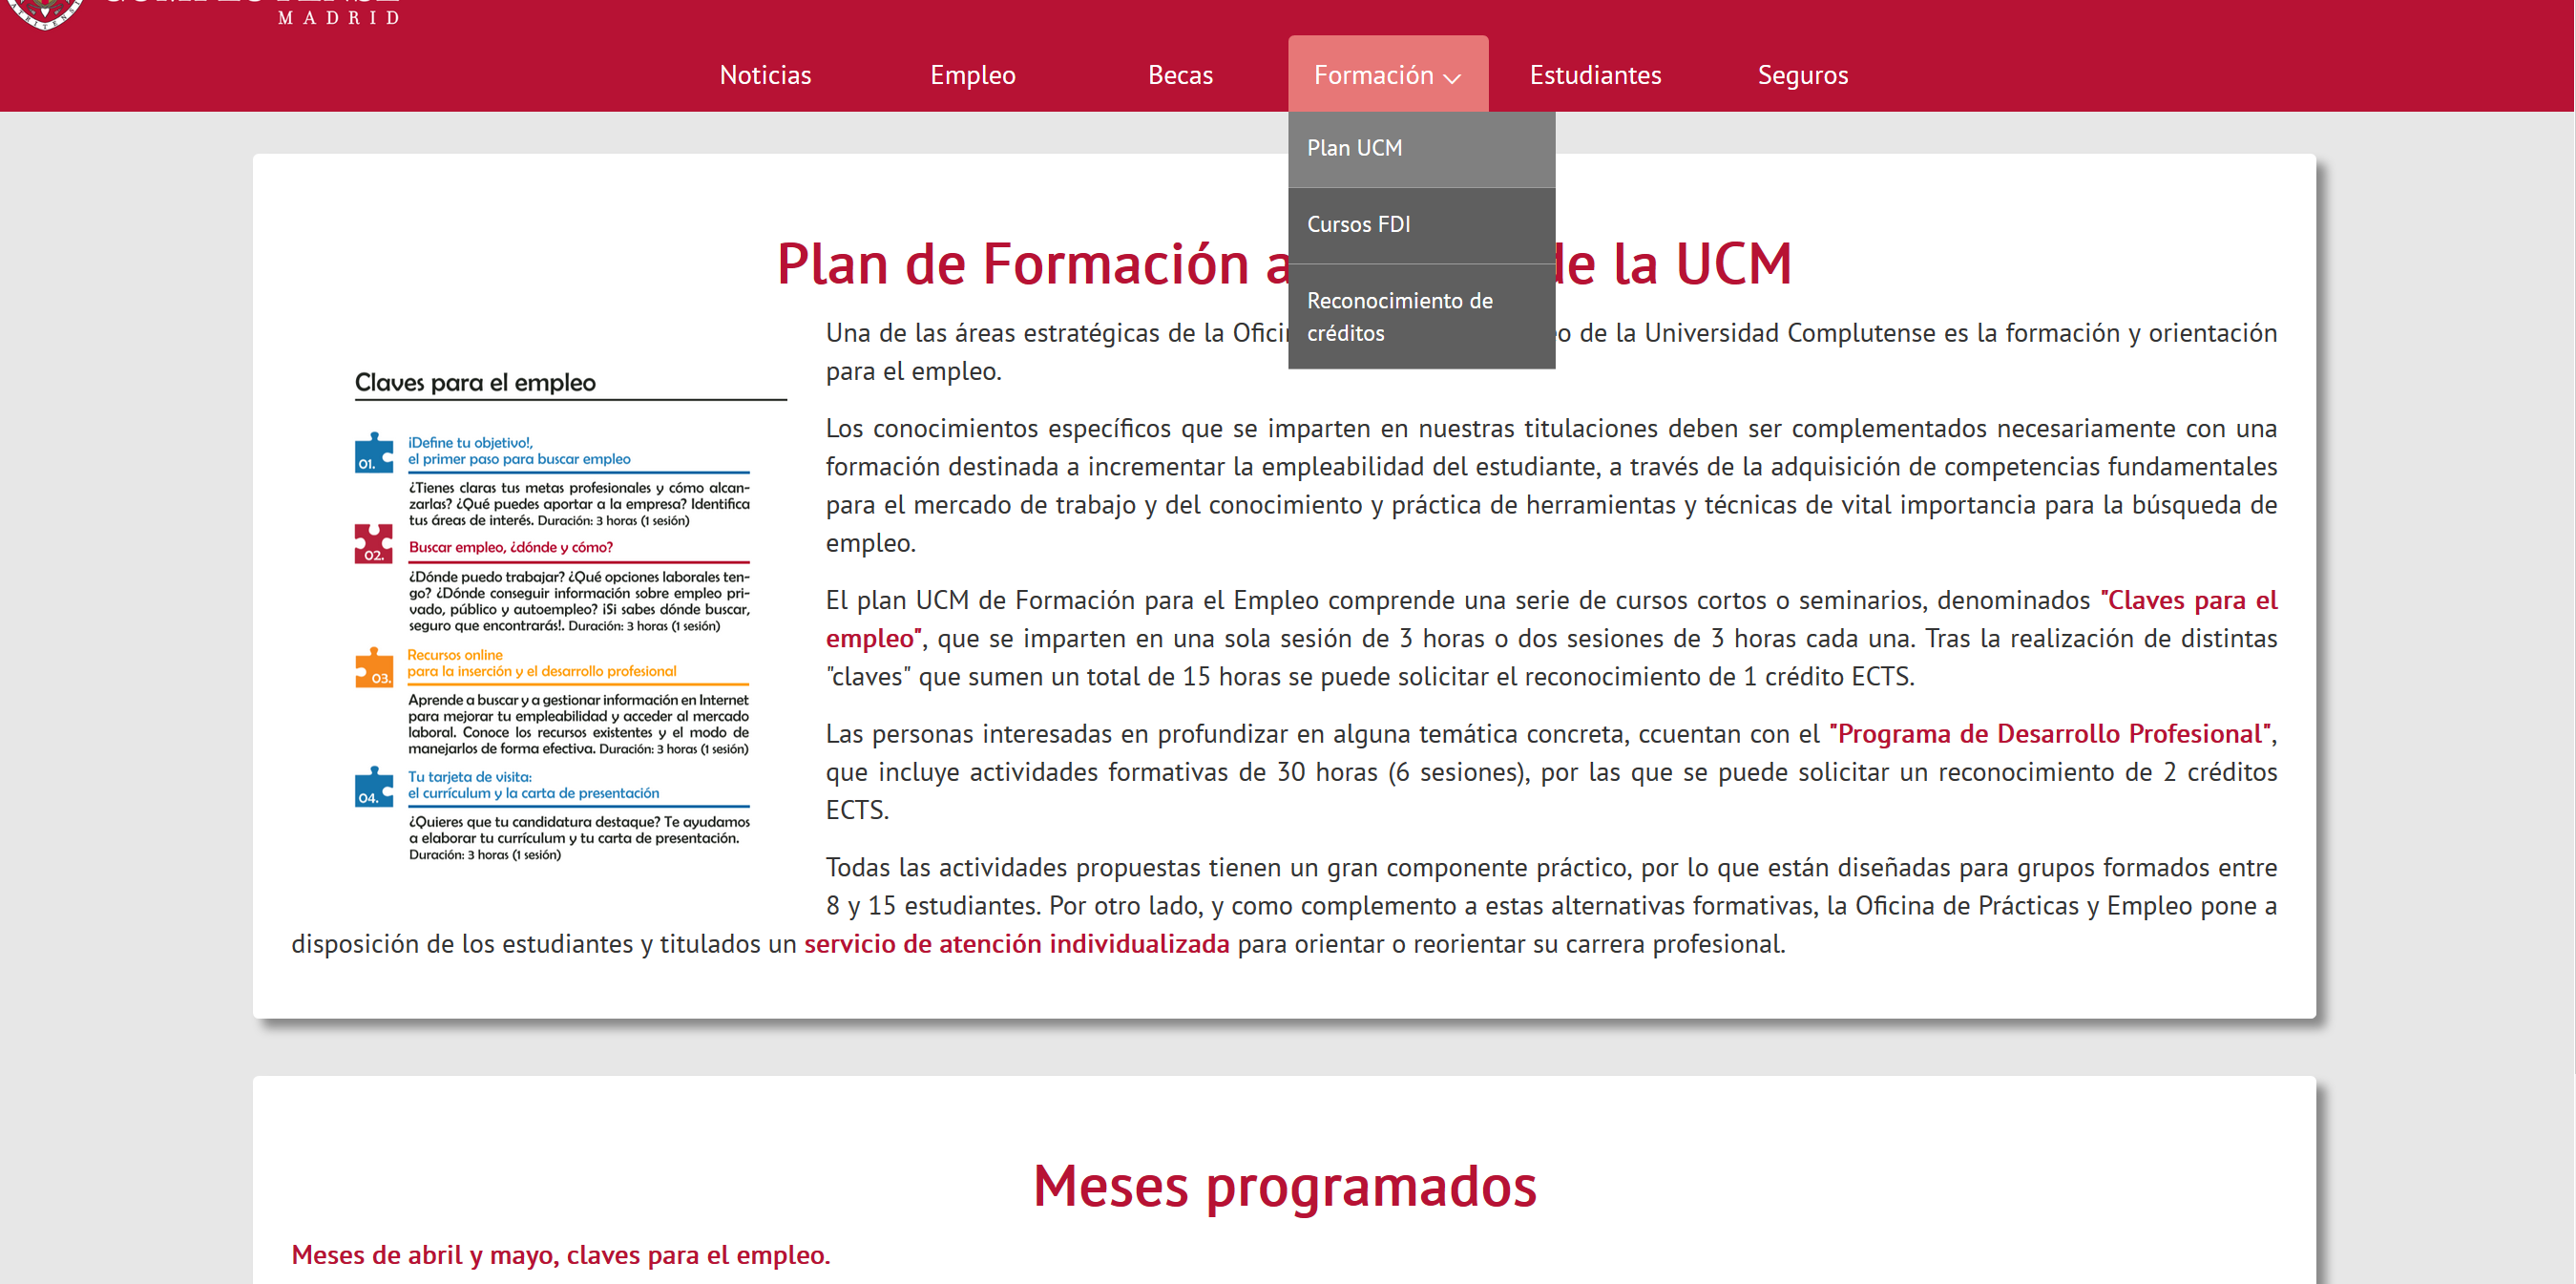 MADRID
Noticias Empleo Becas Formación Estudiantes Seguros
Plan UCM
Cursos FDI
Reconocimiento de
créditos
Plan de Formación a de la UCM
Claves para el empleo
01.
¡Define tu objetivo!,
el primer paso para buscar empleo
¿Tienes claras tus metas profesionales y cómo alcan-
zarlas? ¿Qué puedes aportar a la empresa? Identifica
tus áreas de interés. Duración: 3 horas (1 sesión)
02.
Buscar empleo, ¿dónde y cómo?
¿Dónde puedo trabajar? ¿Qué opciones laborales ten-
go? ¿Dónde conseguir información sobre empleo pri-
vado, público y autoempleo? ¡Si sabes dónde buscar,
seguro que encontrarás!. Duración: 3 horas (1 sesión)
03.
Recursos online
para la inserción y el desarrollo profesional
Aprende a buscar y a gestionar información en Internet
para mejorar tu empleabilidad y acceder al mercado
laboral. Conoce los recursos existentes y el modo de
manejarlos de forma efectiva. Duración: 3 horas (1 sesión)
04.
Tu tarjeta de visita:
el currículum y la carta de presentación
¿Quieres que tu candidatura destaque? Te ayudamos
a elaborar tu currículum y tu carta de presentación.
Duración: 3 horas (1 sesión)
Una de las áreas estratégicas de la de la Universidad Complutense es la formación y orientación
para el empleo.
Los conocimientos específicos que se imparten en nuestras titulaciones deben ser complementados necesariamente con una
formación destinada a incrementar la empleabilidad del estudiante, a través de la adquisición de competencias fundamentales
para el mercado de trabajo y del conocimiento y práctica de herramientas y técnicas de vital importancia para la búsqueda de
empleo.
El plan UCM de Formación para el Empleo comprende una serie de cursos cortos o seminarios, denominados "Claves para el
empleo", que se imparten en una sola sesión de 3 horas o dos sesiones de 3 horas cada una. Tras la realización de distintas
"claves" que sumen un total de 15 horas se puede solicitar el reconocimiento de 1 crédito ECTS.
Las personas interesadas en profundizar en alguna temática concreta, ccuentan con el "Programa de Desarrollo Profesional",
que incluye actividades formativas de 30 horas (6 sesiones), por las que se puede solicitar un reconocimiento de 2 créditos
ECTS.
Todas las actividades propuestas tienen un gran componente práctico, por lo que están diseñadas para grupos formados entre
8 y 15 estudiantes. Por otro lado, y como complemento a estas alternativas formativas, la Oficina de Prácticas y Empleo pone a
disposición de los estudiantes y titulados un servicio de atención individualizada para orientar o reorientar su carrera profesional.
Meses programados
Meses de abril y mayo, claves para el empleo.